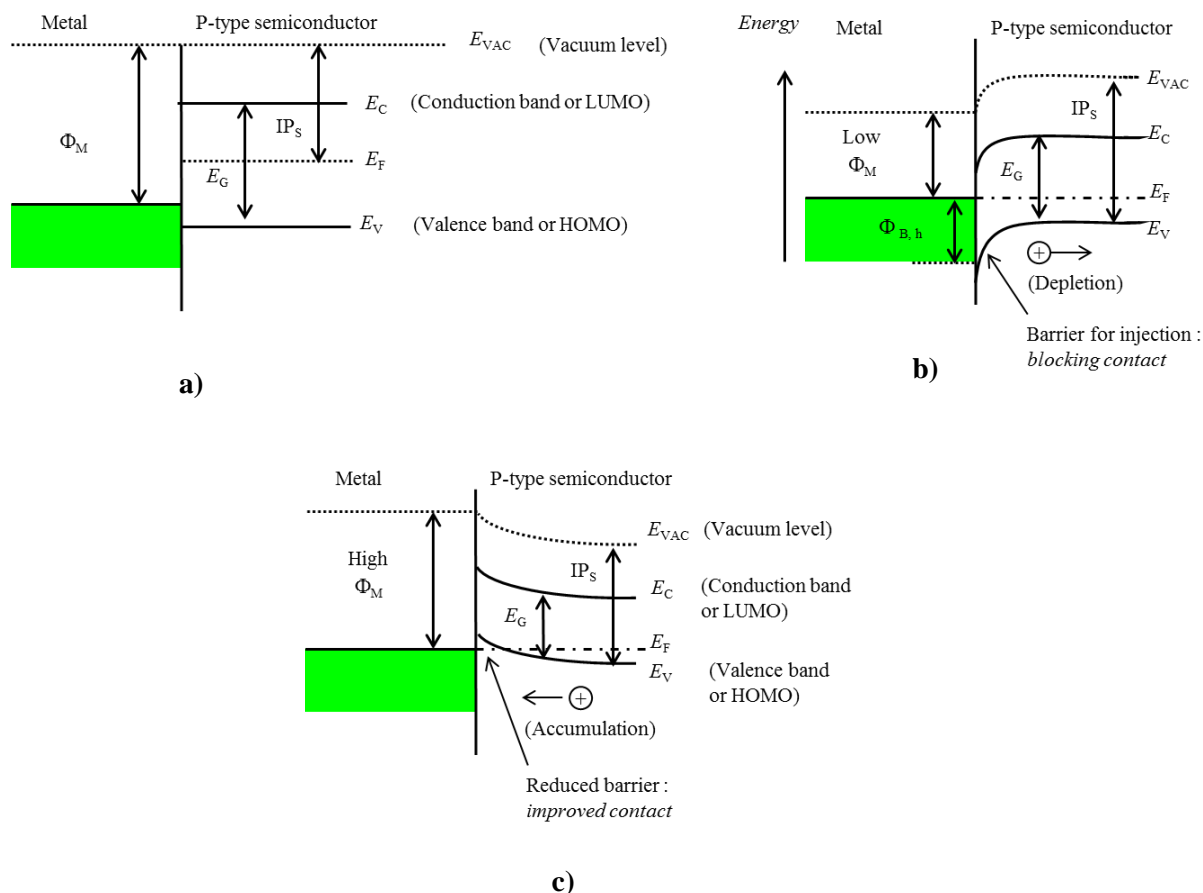 Metal P-type semiconductor
E_VAC (Vacuum level)
E_C (Conduction band or LUMO)
IP_S
Φ_M
E_F
E_G
E_V (Valence band or HOMO)
a)
Energy Metal P-type semiconductor
E_VAC
Low
Φ_M
IP_S
E_C
E_G
E_F
Φ_B, h
E_V
+
(Depletion)
Barrier for injection :
blocking contact
b)
Metal P-type semiconductor
E_VAC (Vacuum level)
High
Φ_M
IP_S
E_C (Conduction band
or LUMO)
E_G
E_F
E_V (Valence band
or HOMO)
+
(Accumulation)
Reduced barrier :
improved contact
c)